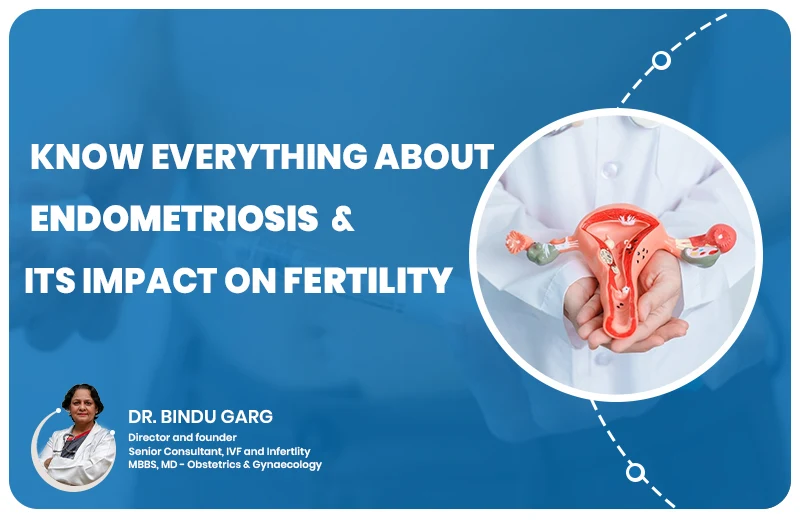 KNOW EVERYTHING ABOUT
ENDOMETRIOSIS &
ITS IMPACT ON FERTILITY
DR. BINDU GARG
Director and founder
Senior Consultant, IVF and Infertlity
MBBS, MD - Obstetrics & Gynaecology